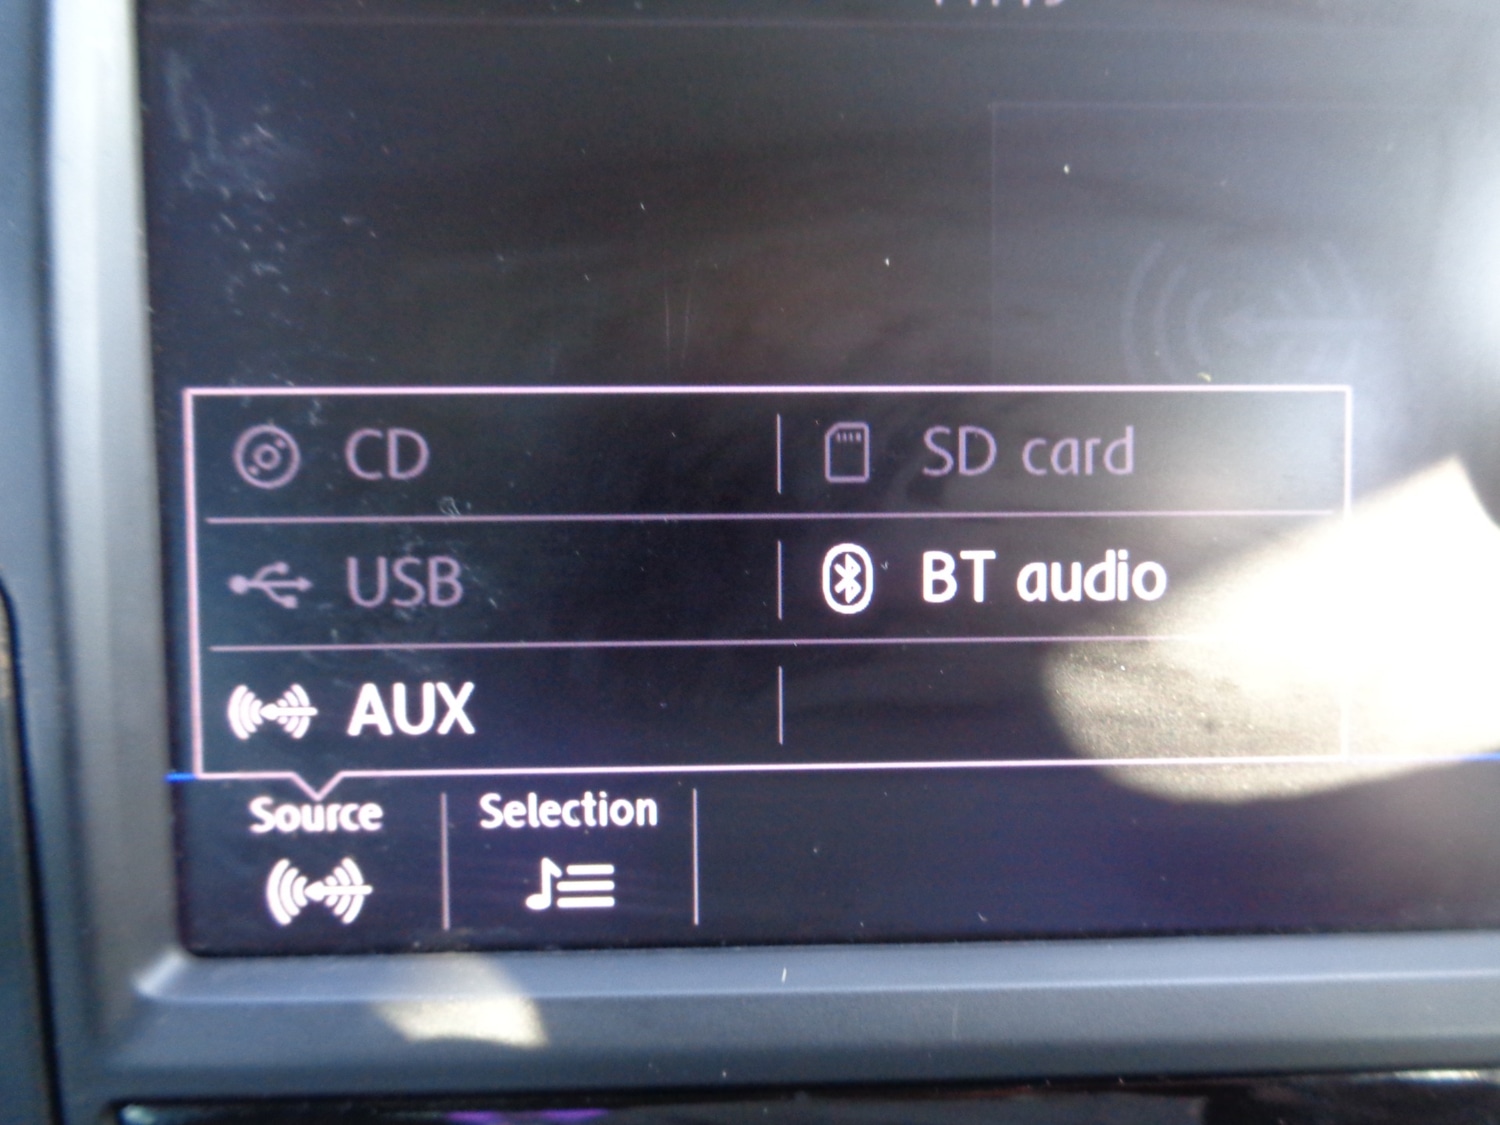 CD
SD card
USB
BT audio
AUX
Source
Selection